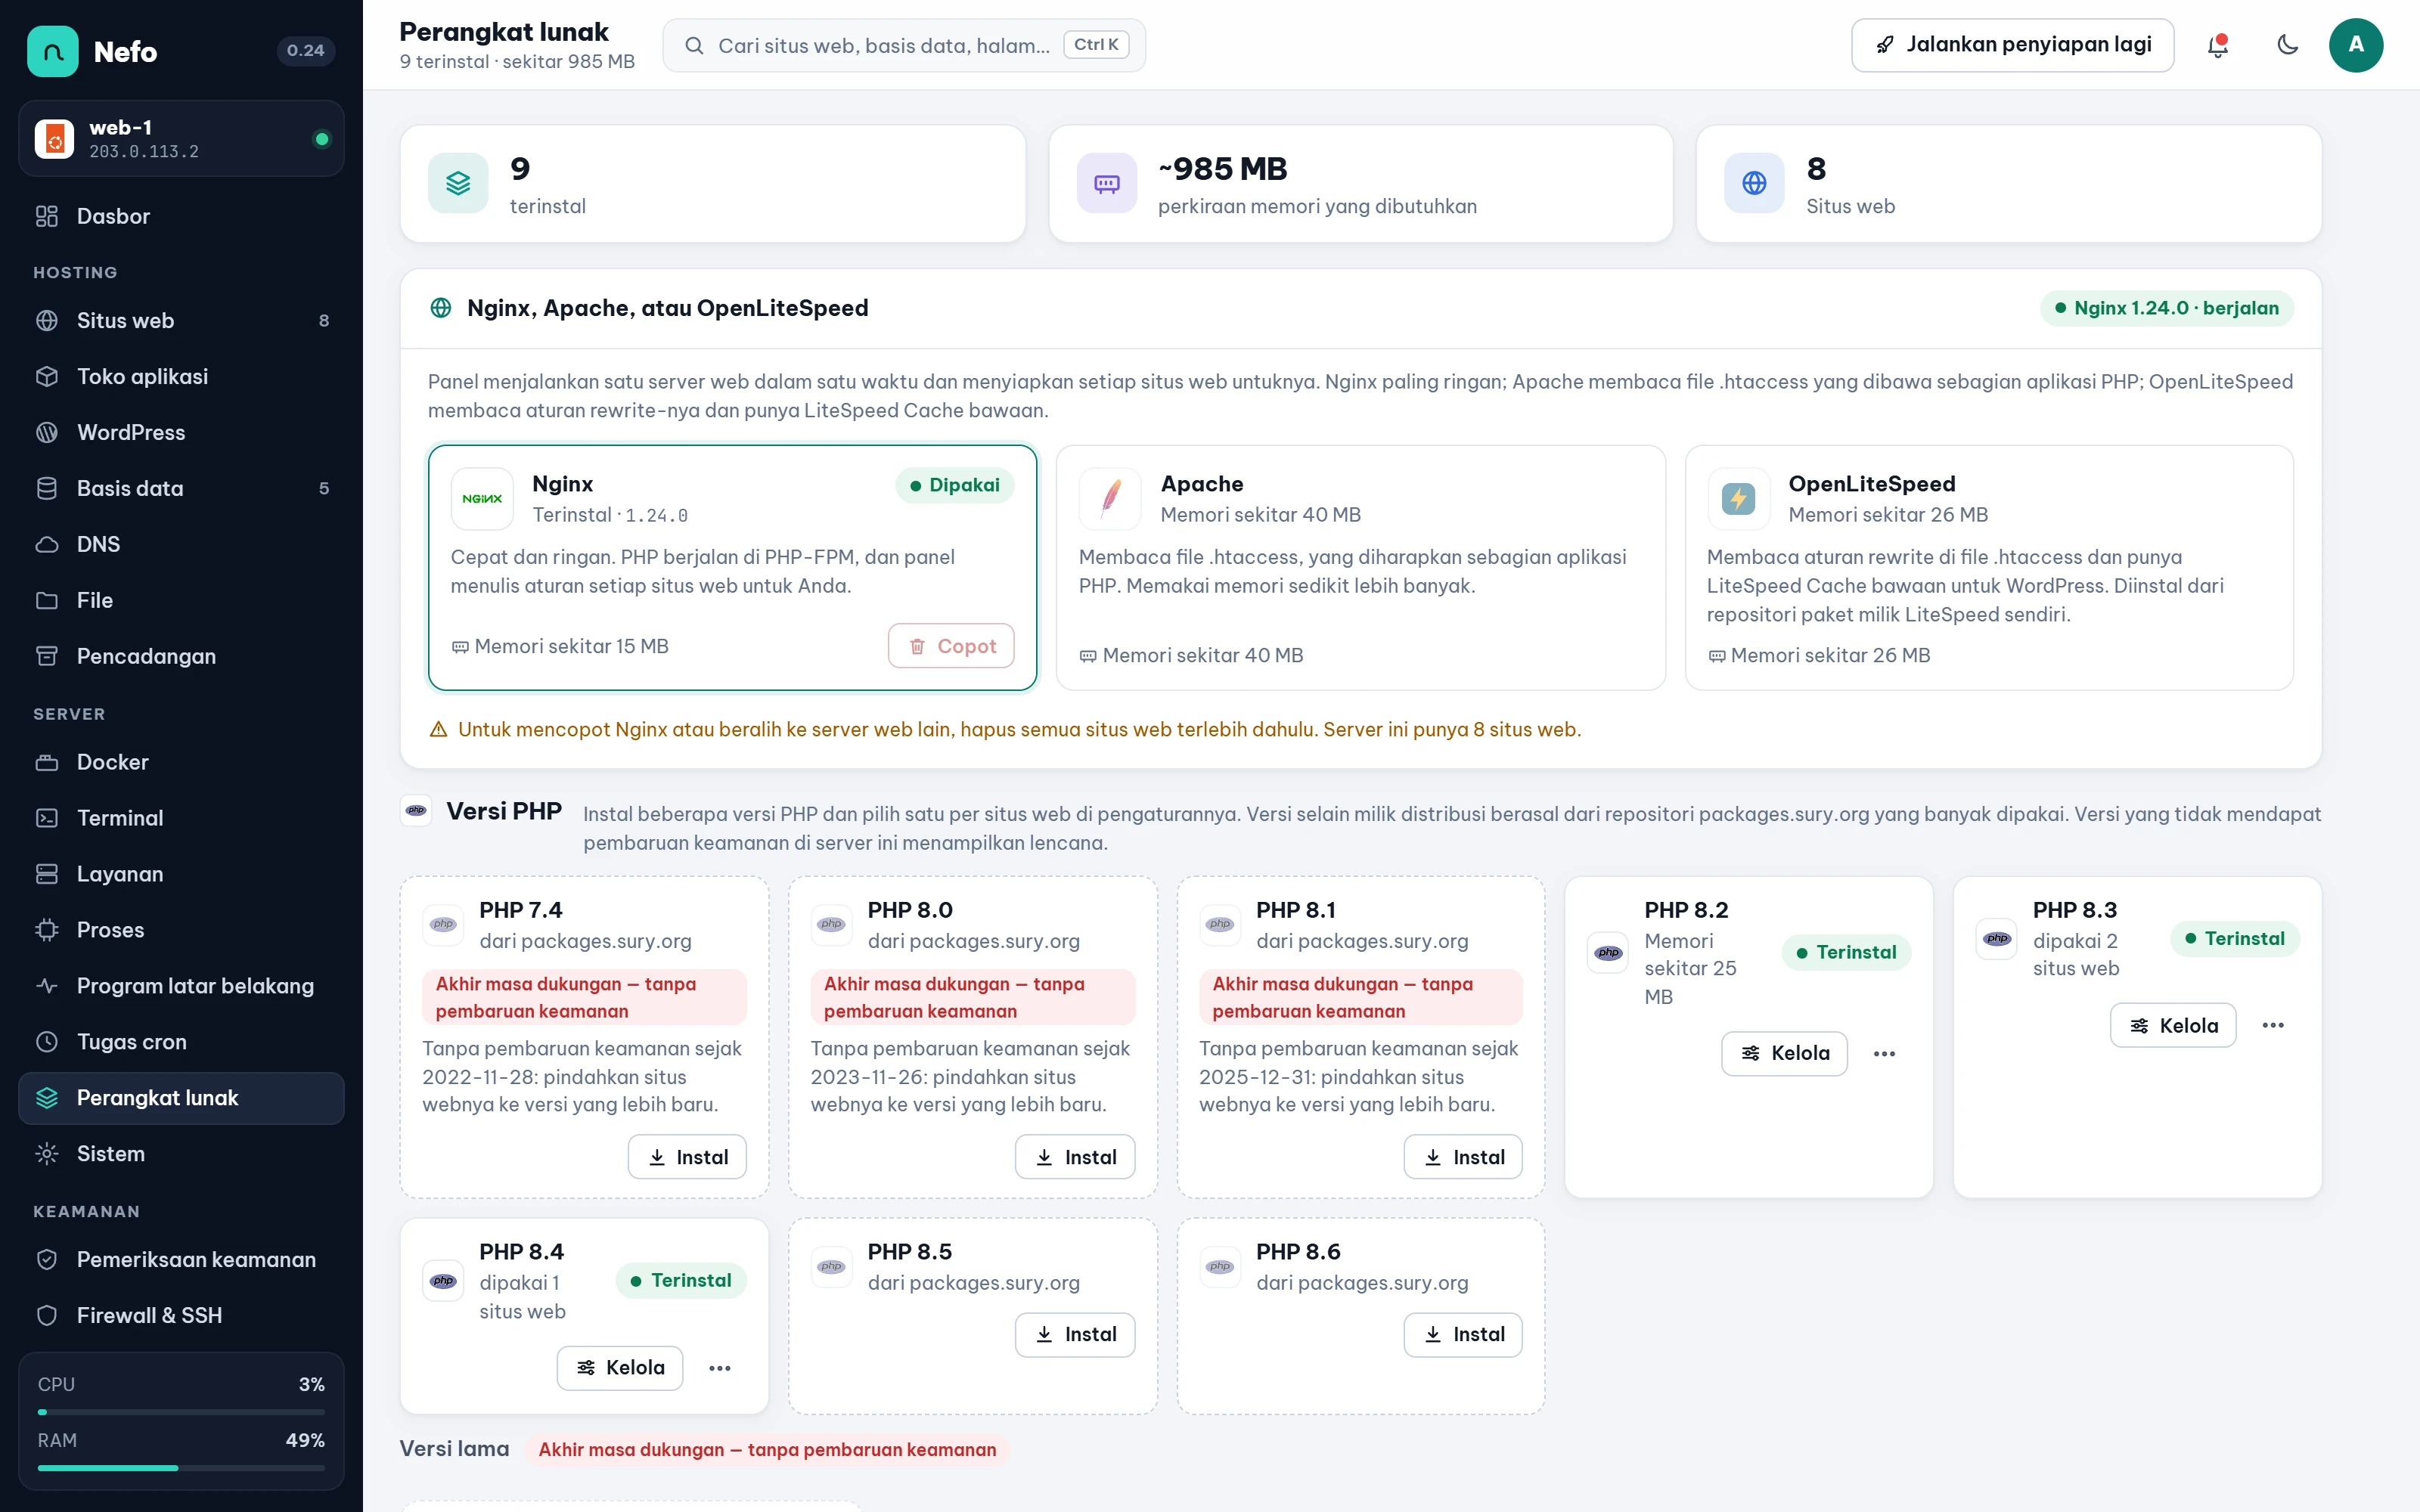 Nefo
0.24
web-1
203.0.113.2
Dasbor
HOSTING
Situs web 8
Toko aplikasi
WordPress
Basis data 5
DNS
File
Pencadangan
SERVER
Docker
Terminal
Layanan
Proses
Program latar belakang
Tugas cron
Perangkat lunak
Sistem
KEAMANAN
Pemeriksaan keamanan
Firewall & SSH
CPU 3%
RAM 49%
Perangkat lunak
9 terinstal · sekitar 985 MB
Cari situs web, basis data, halam... Ctrl K
Jalankan penyiapan lagi
A
9
terinstal
~985 MB
perkiraan memori yang dibutuhkan
8
Situs web
Nginx, Apache, atau OpenLiteSpeed
Nginx 1.24.0 · berjalan
Panel menjalankan satu server web dalam satu waktu dan menyiapkan setiap situs web untuknya. Nginx paling ringan; Apache membaca file .htaccess yang dibawa sebagian aplikasi PHP; OpenLiteSpeed
membaca aturan rewrite-nya dan punya LiteSpeed Cache bawaan.
NGINX
Nginx
Dipakai
Terinstal · 1.24.0
Cepat dan ringan. PHP berjalan di PHP-FPM, dan panel
menulis aturan setiap situs web untuk Anda.
Memori sekitar 15 MB
Copot
Apache
Memori sekitar 40 MB
Membaca file .htaccess, yang diharapkan sebagian aplikasi
PHP. Memakai memori sedikit lebih banyak.
Memori sekitar 40 MB
OpenLiteSpeed
Memori sekitar 26 MB
Membaca aturan rewrite di file .htaccess dan punya
LiteSpeed Cache bawaan untuk WordPress. Diinstal dari
repositori paket milik LiteSpeed sendiri.
Memori sekitar 26 MB
Untuk mencopot Nginx atau beralih ke server web lain, hapus semua situs web terlebih dahulu. Server ini punya 8 situs web.
php
Versi PHP
Instal beberapa versi PHP dan pilih satu per situs web di pengaturannya. Versi selain milik distribusi berasal dari repositori packages.sury.org yang banyak dipakai. Versi yang tidak mendapat
pembaruan keamanan di server ini menampilkan lencana.
php
PHP 7.4
dari packages.sury.org
Akhir masa dukungan — tanpa
pembaruan keamanan
Tanpa pembaruan keamanan sejak
2022-11-28: pindahkan situs
webnya ke versi yang lebih baru.
Instal
php
PHP 8.0
dari packages.sury.org
Akhir masa dukungan — tanpa
pembaruan keamanan
Tanpa pembaruan keamanan sejak
2023-11-26: pindahkan situs
webnya ke versi yang lebih baru.
Instal
php
PHP 8.1
dari packages.sury.org
Akhir masa dukungan — tanpa
pembaruan keamanan
Tanpa pembaruan keamanan sejak
2025-12-31: pindahkan situs
webnya ke versi yang lebih baru.
Instal
php
PHP 8.2
Memori
sekitar 25
MB
Terinstal
Kelola
php
PHP 8.3
dipakai 2
situs web
Terinstal
Kelola
php
PHP 8.4
dipakai 1
situs web
Terinstal
Kelola
php
PHP 8.5
dari packages.sury.org
Instal
php
PHP 8.6
dari packages.sury.org
Instal
Versi lama
Akhir masa dukungan — tanpa pembaruan keamanan